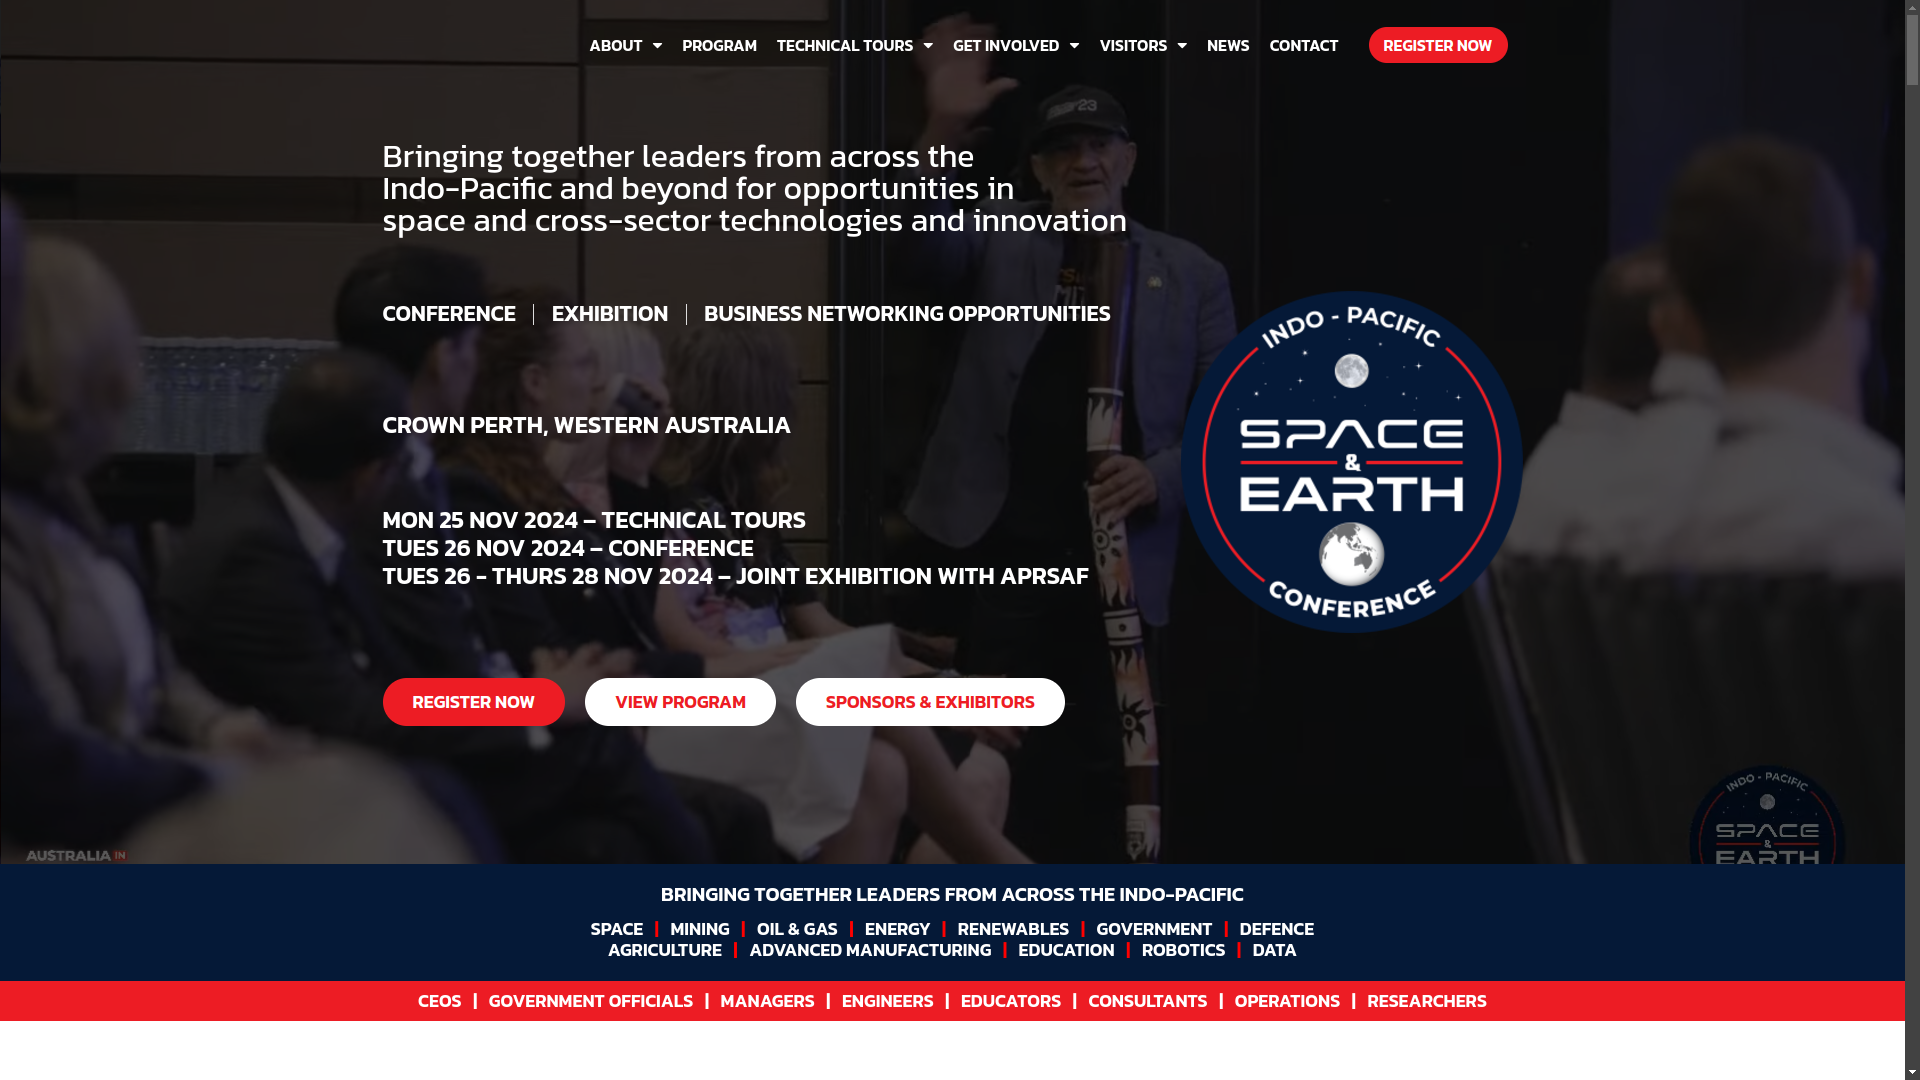 ABOUT PROGRAM TECHNICAL TOURS GET INVOLVED VISITORS NEWS CONTACT REGISTER NOW
23
Bringing together leaders from across the
Indo-Pacific and beyond for opportunities in
space and cross-sector technologies and innovation
CONFERENCE | EXHIBITION | BUSINESS NETWORKING OPPORTUNITIES
INDO - PACIFIC
SPACE
&
EARTH
CONFERENCE
CROWN PERTH, WESTERN AUSTRALIA
MON 25 NOV 2024 – TECHNICAL TOURS
TUES 26 NOV 2024 – CONFERENCE
TUES 26 - THURS 28 NOV 2024 – JOINT EXHIBITION WITH APRSAF
REGISTER NOW VIEW PROGRAM SPONSORS & EXHIBITORS
INDO - PACIFIC
SPACE
&
EARTH
AUSTRALIA IN
BRINGING TOGETHER LEADERS FROM ACROSS THE INDO-PACIFIC
SPACE | MINING | OIL & GAS | ENERGY | RENEWABLES | GOVERNMENT | DEFENCE
AGRICULTURE | ADVANCED MANUFACTURING | EDUCATION | ROBOTICS | DATA
CEOS | GOVERNMENT OFFICIALS | MANAGERS | ENGINEERS | EDUCATORS | CONSULTANTS | OPERATIONS | RESEARCHERS